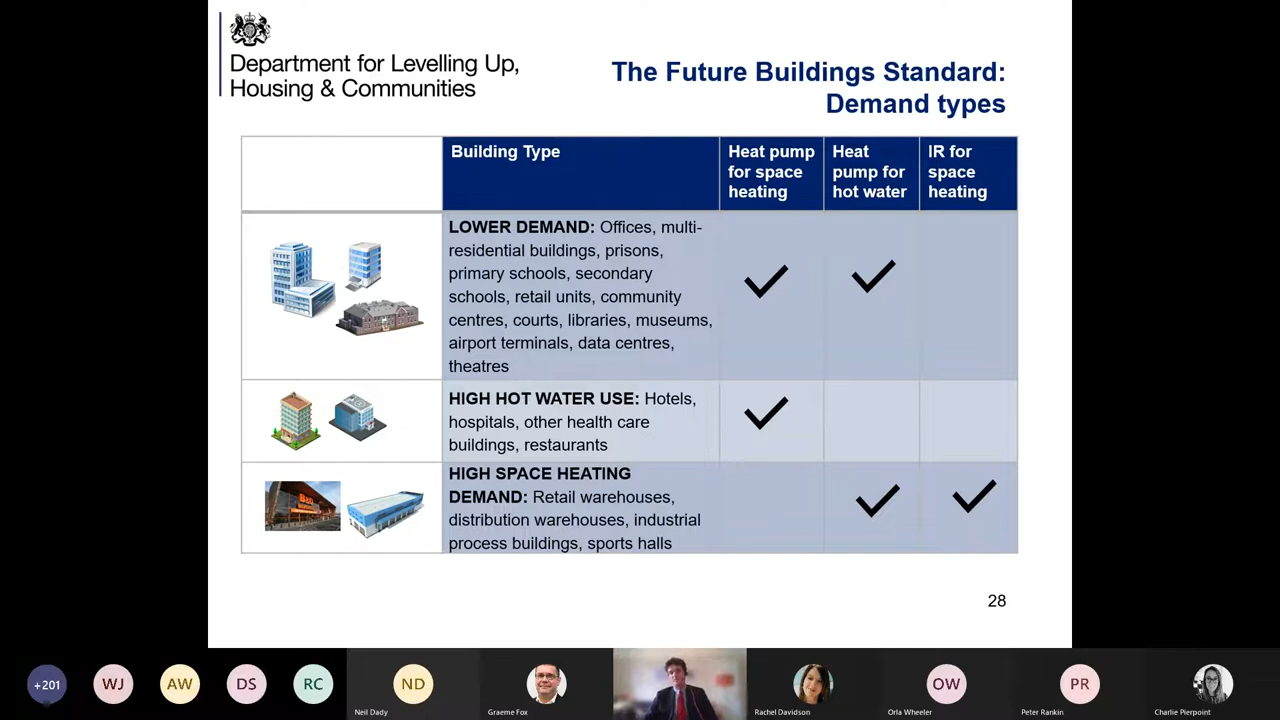 Department for Levelling Up,
Housing & Communities
The Future Buildings Standard:
Demand types
Building Type
Heat pump
for space
heating
Heat
pump for
hot water
IR for
space
heating
LOWER DEMAND: Offices, multi-
residential buildings, prisons,
primary schools, secondary
schools, retail units, community
centres, courts, libraries, museums,
airport terminals, data centres,
theatres
HIGH HOT WATER USE: Hotels,
hospitals, other health care
buildings, restaurants
HIGH SPACE HEATING
DEMAND: Retail warehouses,
distribution warehouses, industrial
process buildings, sports halls
28
+201
WJ
AW
DS
RC
ND
OW
PR
Neil Dady
Graeme Fox
Rachel Davidson
Orla Wheeler
Peter Rankin
Charlie Pierpoint